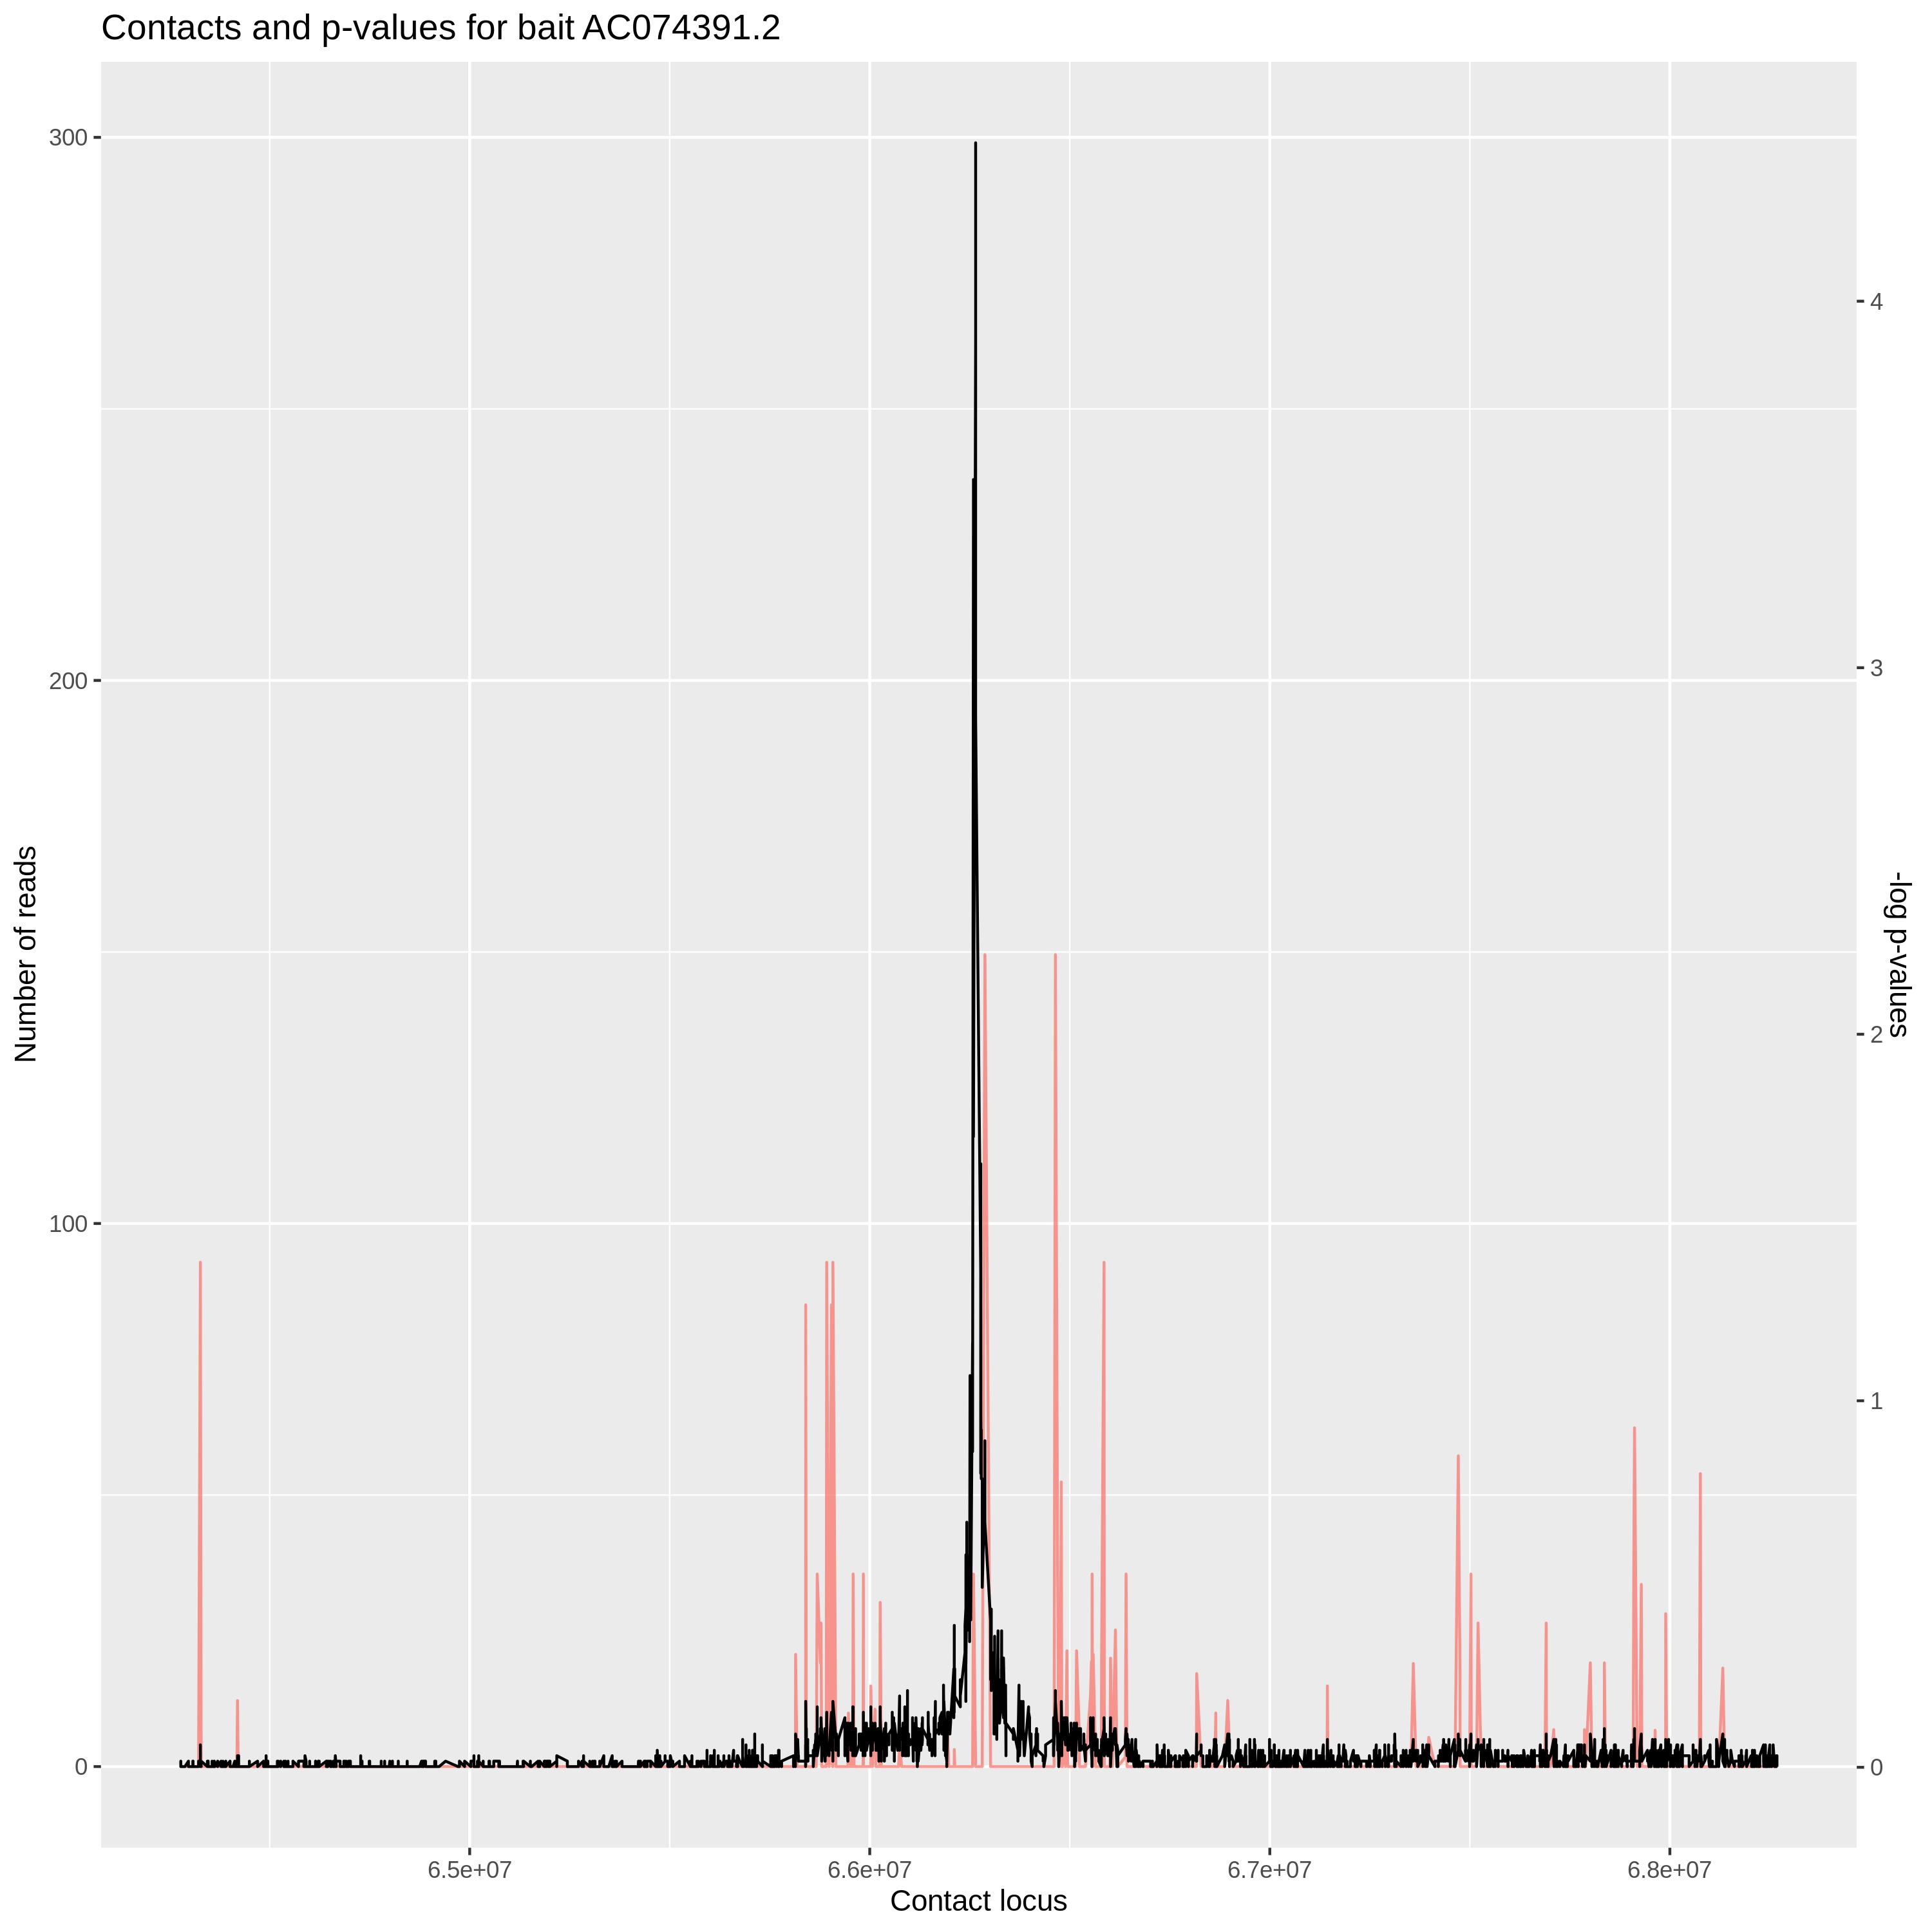 Contacts and p-values for bait AC074391.2
300
200
100
0
Number of reads
4
3
2
1
0
-log p-values
6.5e+07
6.6e+07
6.7e+07
6.8e+07
Contact locus